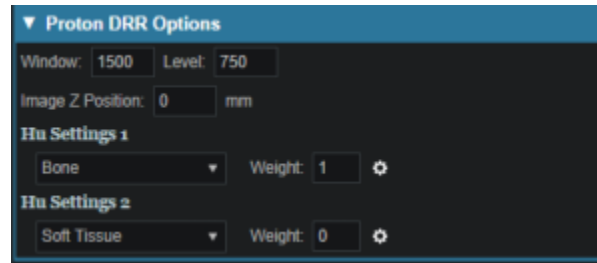 Proton DRR Options
Window: 1500 Level: 750
Image Z Position: 0 mm
Hu Settings 1
Bone Weight: 1
Hu Settings 2
Soft Tissue Weight: 0